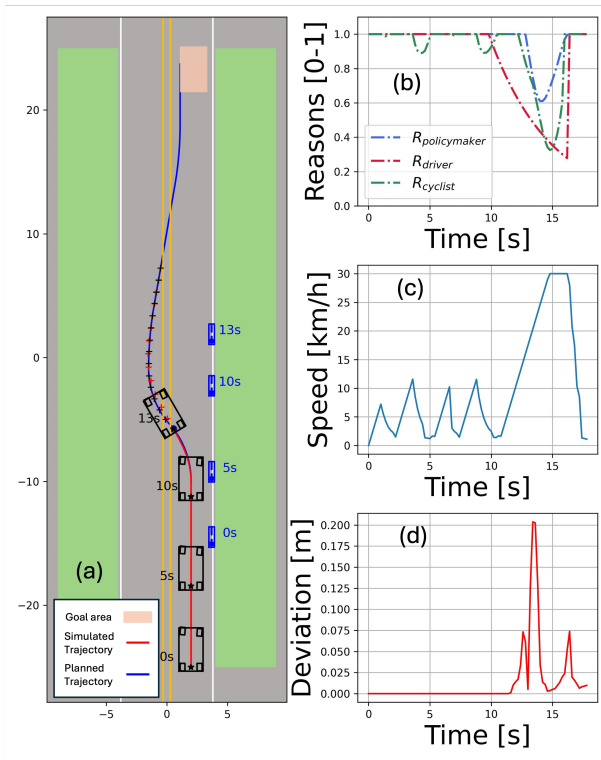 20
10
0
−10
−20
−5
0
5
13s
10s
5s
0s
13s
10s
5s
0s
(a)
Goal area
Simulated
Trajectory
Planned
Trajectory
Reasons [0-1]
1.0
0.8
0.6
0.4
0.2
0.0
(b)
R_policymaker
R_driver
R_cyclist
0
5
10
15
Time [s]
Speed [km/h]
30
25
20
15
10
5
0
(c)
0
5
10
15
Time [s]
Deviation [m]
0.200
0.175
0.150
0.125
0.100
0.075
0.050
0.025
0.000
(d)
0
5
10
15
Time [s]